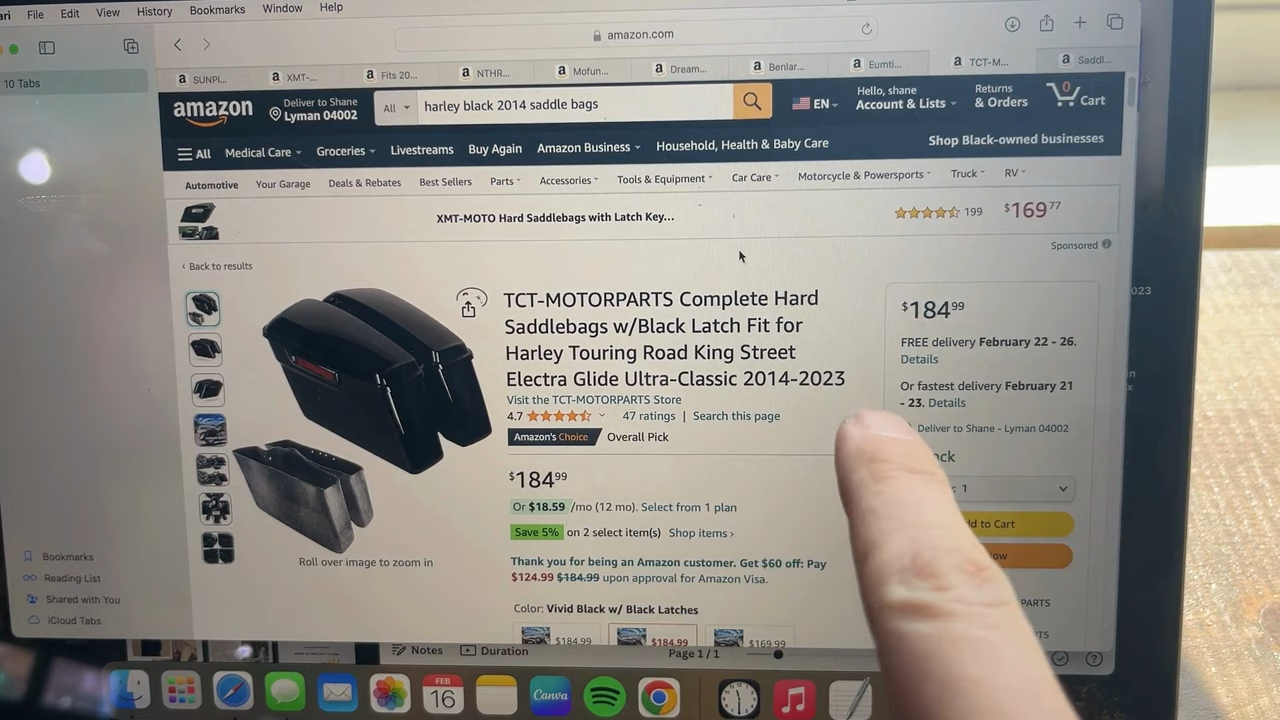 File Edit View History Bookmarks Window Help
amazon.com
10 Tabs
SUNPI...
XMT-...
Fits 20...
NTHR...
Mofun...
Dream...
Benlar...
Eumti...
TCT-M...
Saddl...
amazon
Deliver to Shane
Lyman 04002
All
harley black 2014 saddle bags
EN
Hello, shane
Account & Lists
Returns
& Orders
0
Cart
All Medical Care Groceries Livestreams Buy Again Amazon Business Household, Health & Baby Care
Shop Black-owned businesses
Automotive Your Garage Deals & Rebates Best Sellers Parts Accessories Tools & Equipment Car Care Motorcycle & Powersports Truck RV
XMT-MOTO Hard Saddlebags with Latch Key...
199
$169.77
Sponsored
‹ Back to results
TCT-MOTORPARTS Complete Hard
Saddlebags w/Black Latch Fit for
Harley Touring Road King Street
Electra Glide Ultra-Classic 2014-2023
Visit the TCT-MOTORPARTS Store
4.7
47 ratings | Search this page
Amazon's Choice Overall Pick
$184.99
Or $18.59 /mo (12 mo). Select from 1 plan
Save 5% on 2 select item(s) Shop items ›
Thank you for being an Amazon customer. Get $60 off: Pay
$124.99 $184.99 upon approval for Amazon Visa.
Color: Vivid Black w/ Black Latches
$184.99
$184.99
$169.99
Roll over image to zoom in
$184.99
FREE delivery February 22 - 26.
Details
Or fastest delivery February 21
- 23. Details
Deliver to Shane - Lyman 04002
1
to Cart
Bookmarks
Reading List
Shared with You
iCloud Tabs
Notes
Duration
Page 1 / 1
FEB
16
Canva